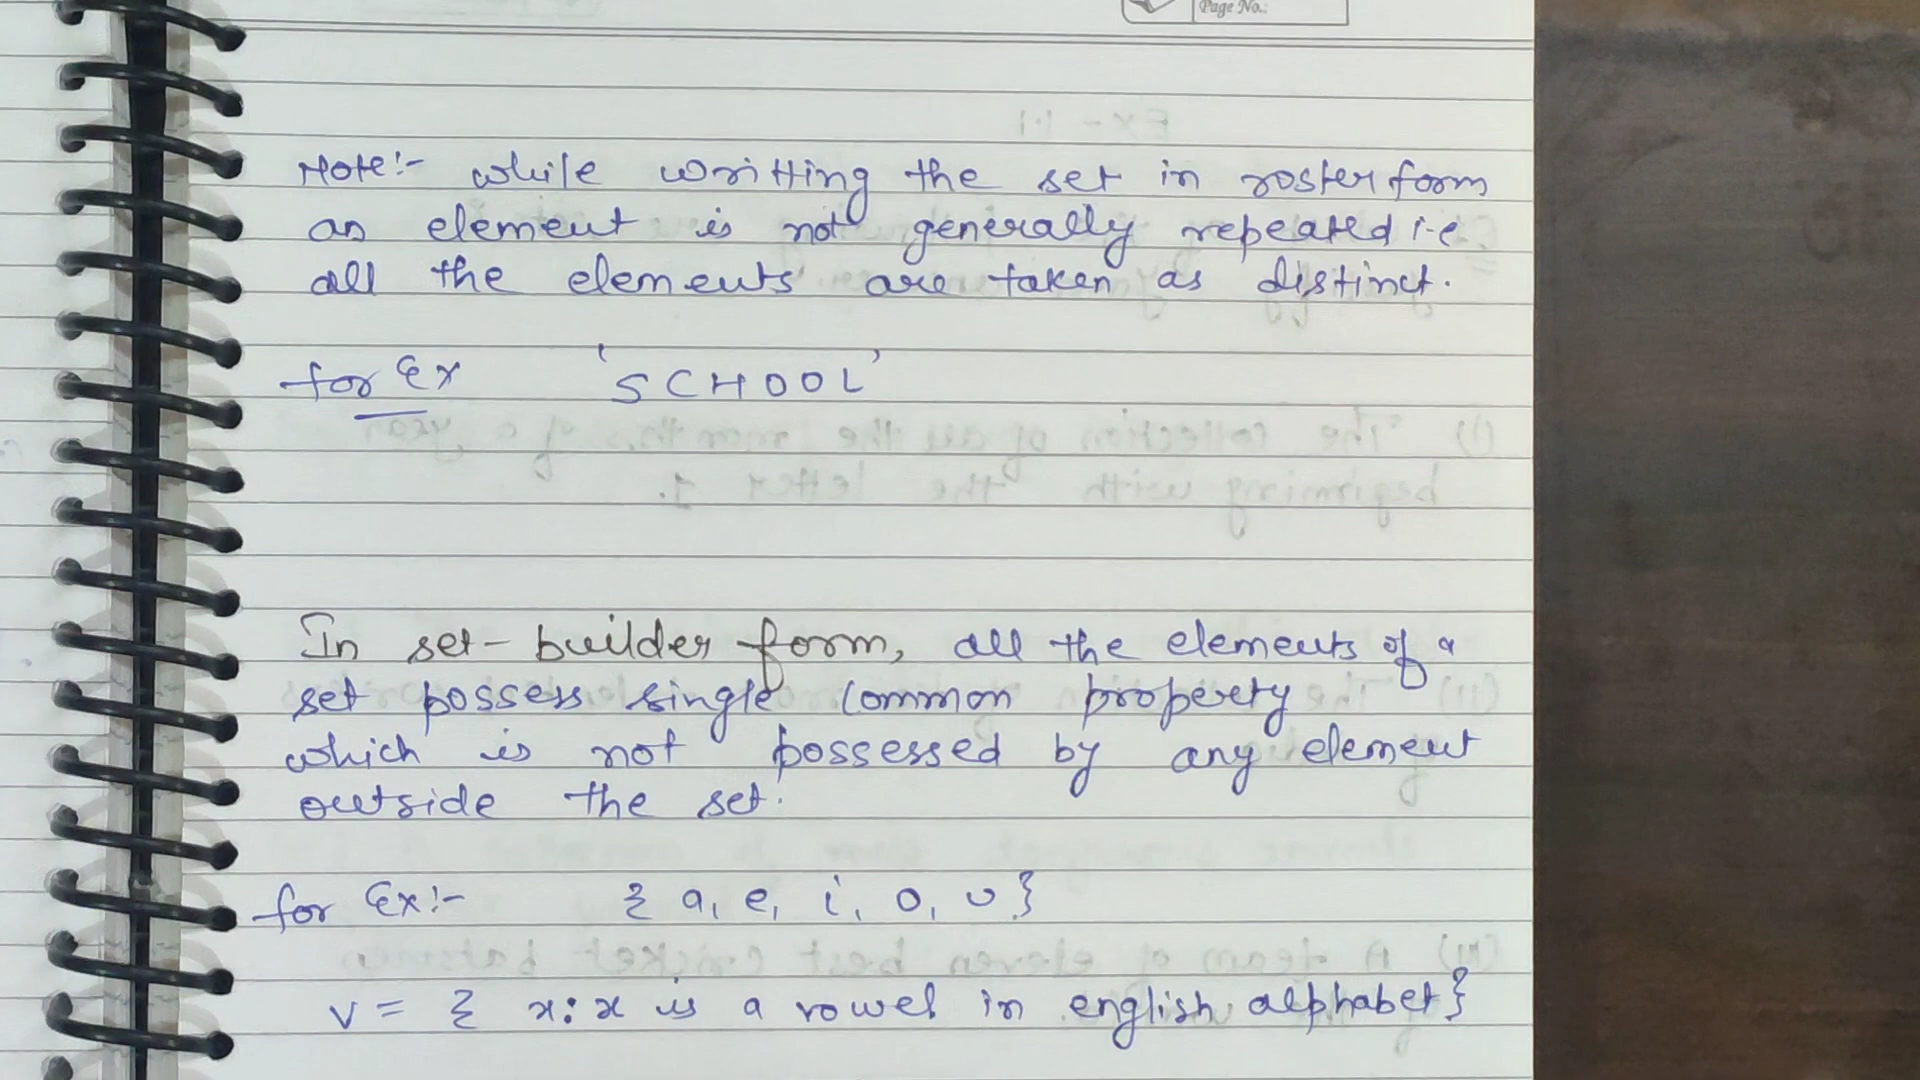 Page No.:
Note:- while writting the set in roster form
an element is not generally repeated i.e
all the elements are taken as distinct.
for Ex 'SCHOOL'
In set-builder form, all the elements of a
set possess single common property
which is not possessed by any element
outside the set.
for Ex:- { a, e, i, o, u }
V = { x : x is a vowel in english alphabet }